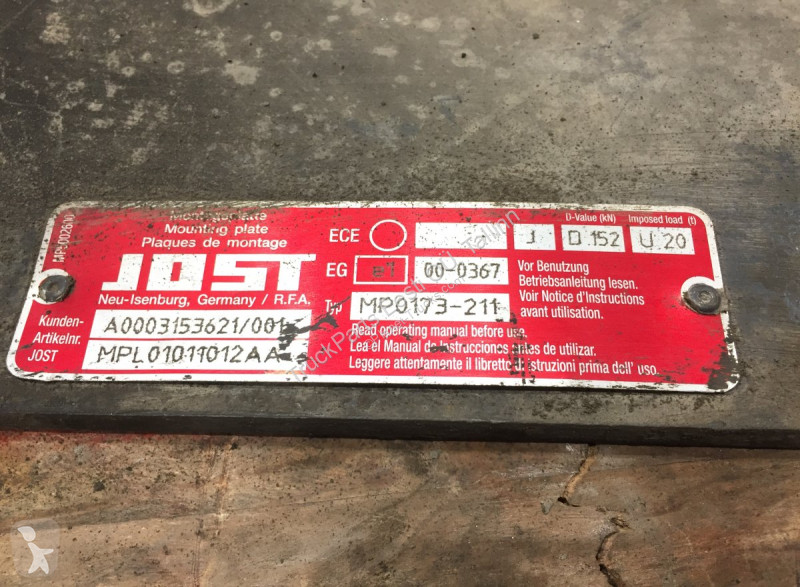 Montageplatte
Mounting plate
Plaques de montage
JOST
Neu-Isenburg, Germany / R.F.A.
Kunden- A0003153621/001
Artikelnr.
JOST MPL01011012AA
ECE J D 152 U 20
D-Value (kN) Imposed load (t)
EG e1 00-0367
Typ MP0173-211
Vor Benutzung
Betriebsanleitung lesen.
Voir Notice d'Instructions
avant utilisation.
Read operating manual before use.
Lea el Manual de Instrucciones antes de utilizar.
Leggere attentamente il libretto di istruzioni prima dell' uso.